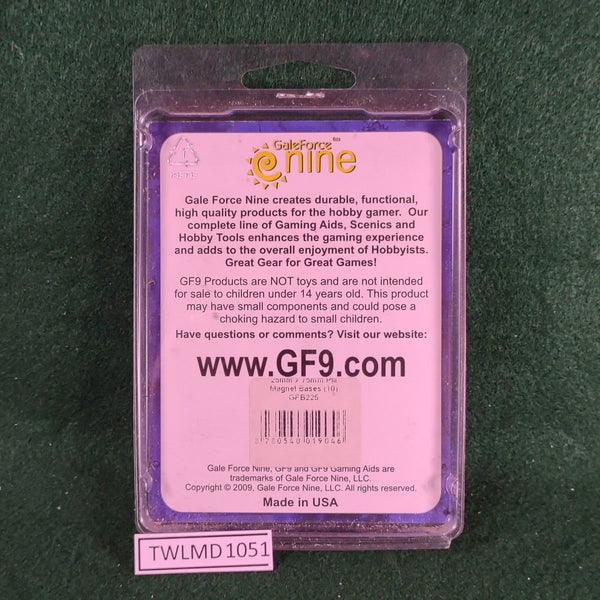 GaleForce
nine
Gale Force Nine creates durable, functional,
high quality products for the hobby gamer. Our
complete line of Gaming Aids, Scenics and
Hobby Tools enhances the gaming experience
and adds to the overall enjoyment of Hobbyists.
Great Gear for Great Games!
GF9 Products are NOT toys and are not intended
for sale to children under 14 years old. This product
may have small components and could pose a
choking hazard to small children.
Have questions or comments? Visit our website:
www.GF9.com
25mm x 75mm Pill
Magnet Bases (10)
GFB226
8 780540 019046
Gale Force Nine, GF9 and GF9 Gaming Aids are
trademarks of Gale Force Nine, LLC.
Copyright © 2009, Gale Force Nine, LLC. All rights reserved.
Made in USA
TWLMD1051